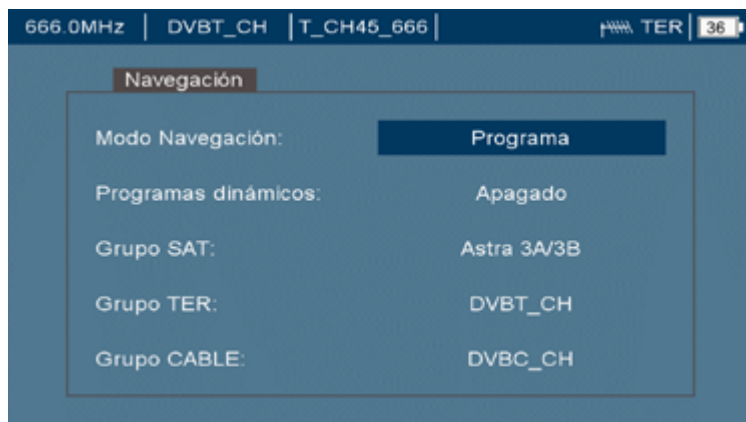 666.0MHz | DVBT_CH | T_CH45_666 | TER | 36
Navegación
Modo Navegación: Programa
Programas dinámicos: Apagado
Grupo SAT: Astra 3A/3B
Grupo TER: DVBT_CH
Grupo CABLE: DVBC_CH